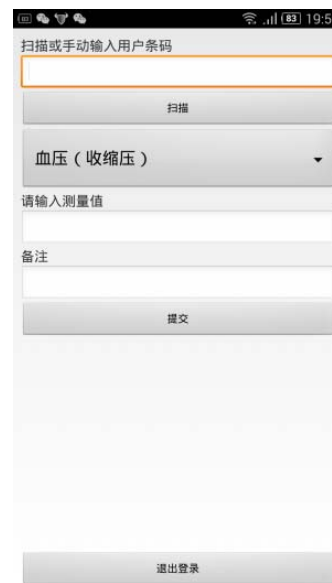 83 19:5
扫描或手动输入用户条码
扫描
血压（收缩压）
请输入测量值
备注
提交
退出登录